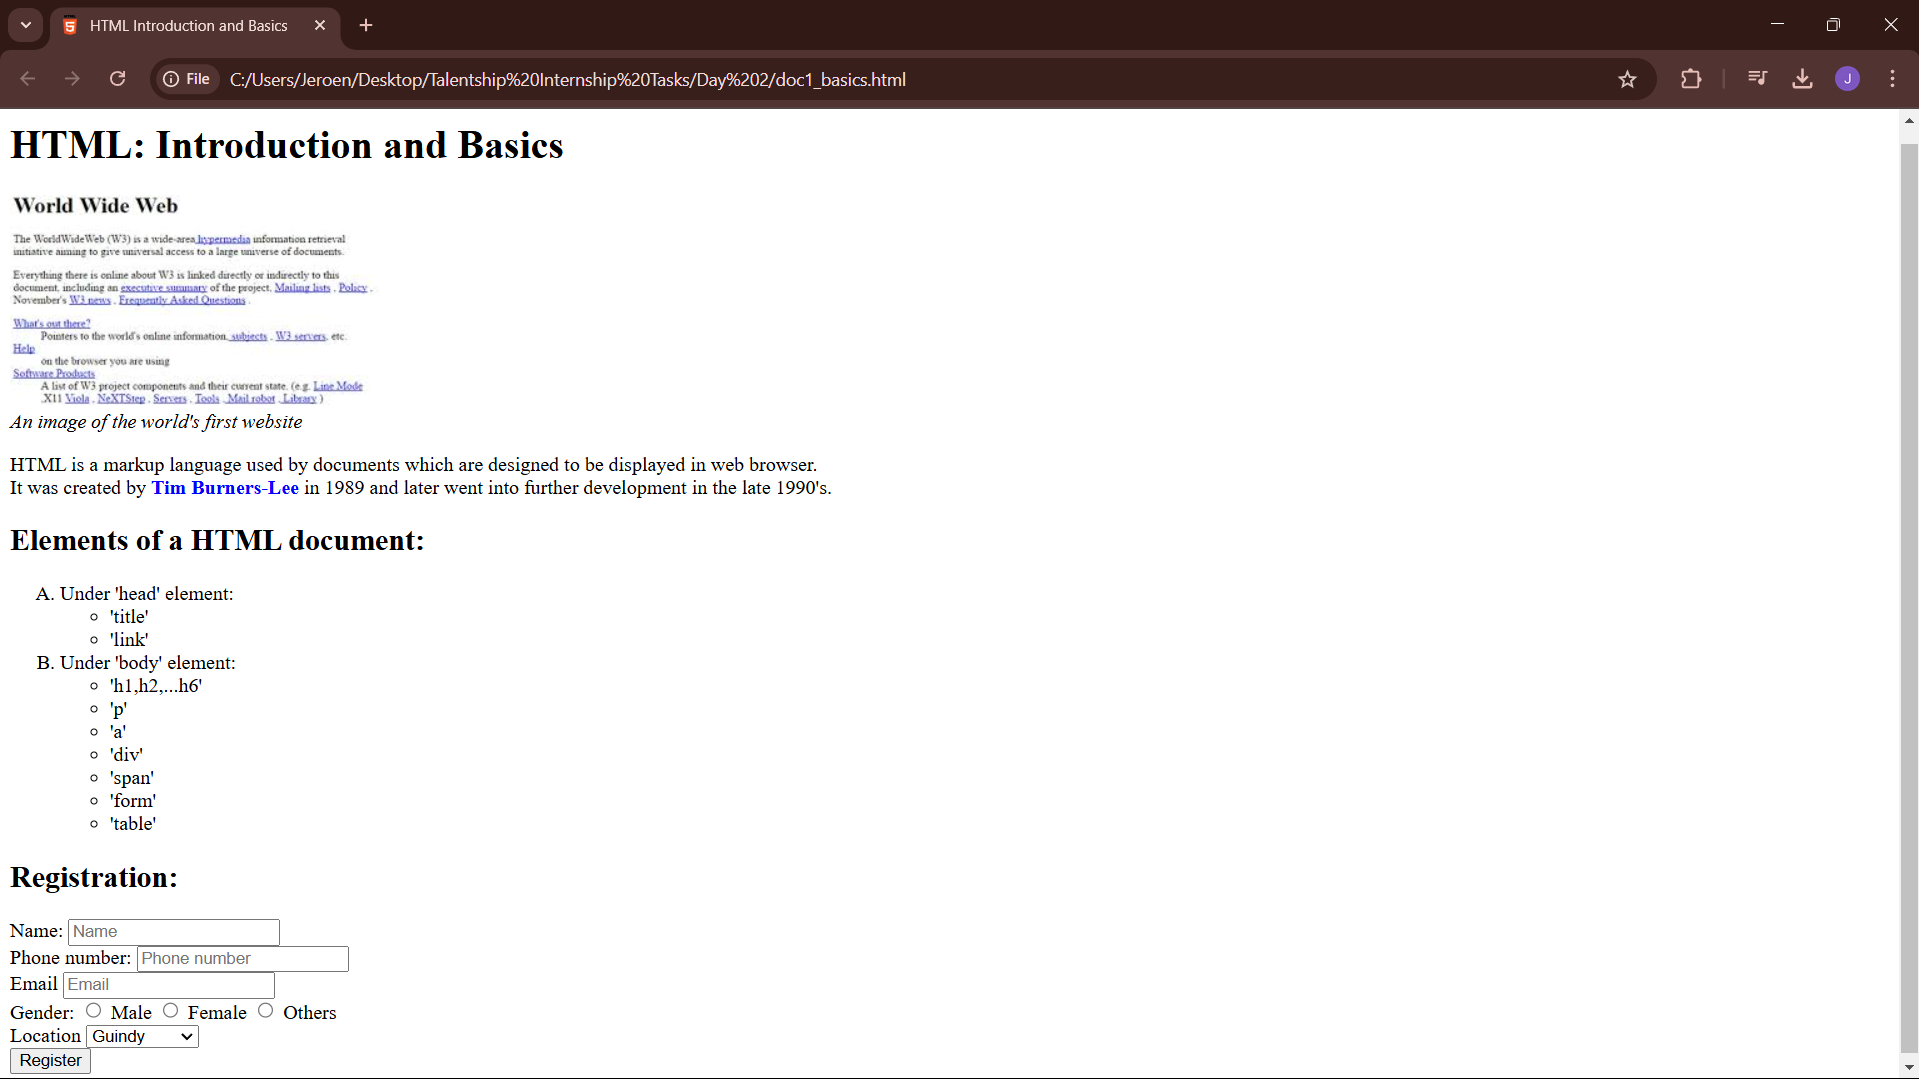 HTML Introduction and Basics
File
C:/Users/Jeroen/Desktop/Talentship%20Internship%20Tasks/Day%202/doc1_basics.html
J
HTML: Introduction and Basics
World Wide Web
The WorldWideWeb (W3) is a wide-area hypermedia information retrieval
initiative aiming to give universal access to a large universe of documents.
Everything there is online about W3 is linked directly or indirectly to this
document, including an executive summary of the project, Mailing lists , Policy ,
November's W3 news , Frequently Asked Questions .
What's out there?
Pointers to the world's online information, subjects , W3 servers, etc.
Help
on the browser you are using
Software Products
A list of W3 project components and their current state. (e.g. Line Mode
,X11 Viola , NeXTStep , Servers , Tools , Mail robot , Library )
An image of the world's first website
HTML is a markup language used by documents which are designed to be displayed in web browser.
It was created by Tim Burners-Lee in 1989 and later went into further development in the late 1990's.
Elements of a HTML document:
A. Under 'head' element:
'title'
'link'
B. Under 'body' element:
'h1,h2,...h6'
'p'
'a'
'div'
'span'
'form'
'table'
Registration:
Name: Name
Phone number: Phone number
Email Email
Gender: Male Female Others
Location Guindy
Register